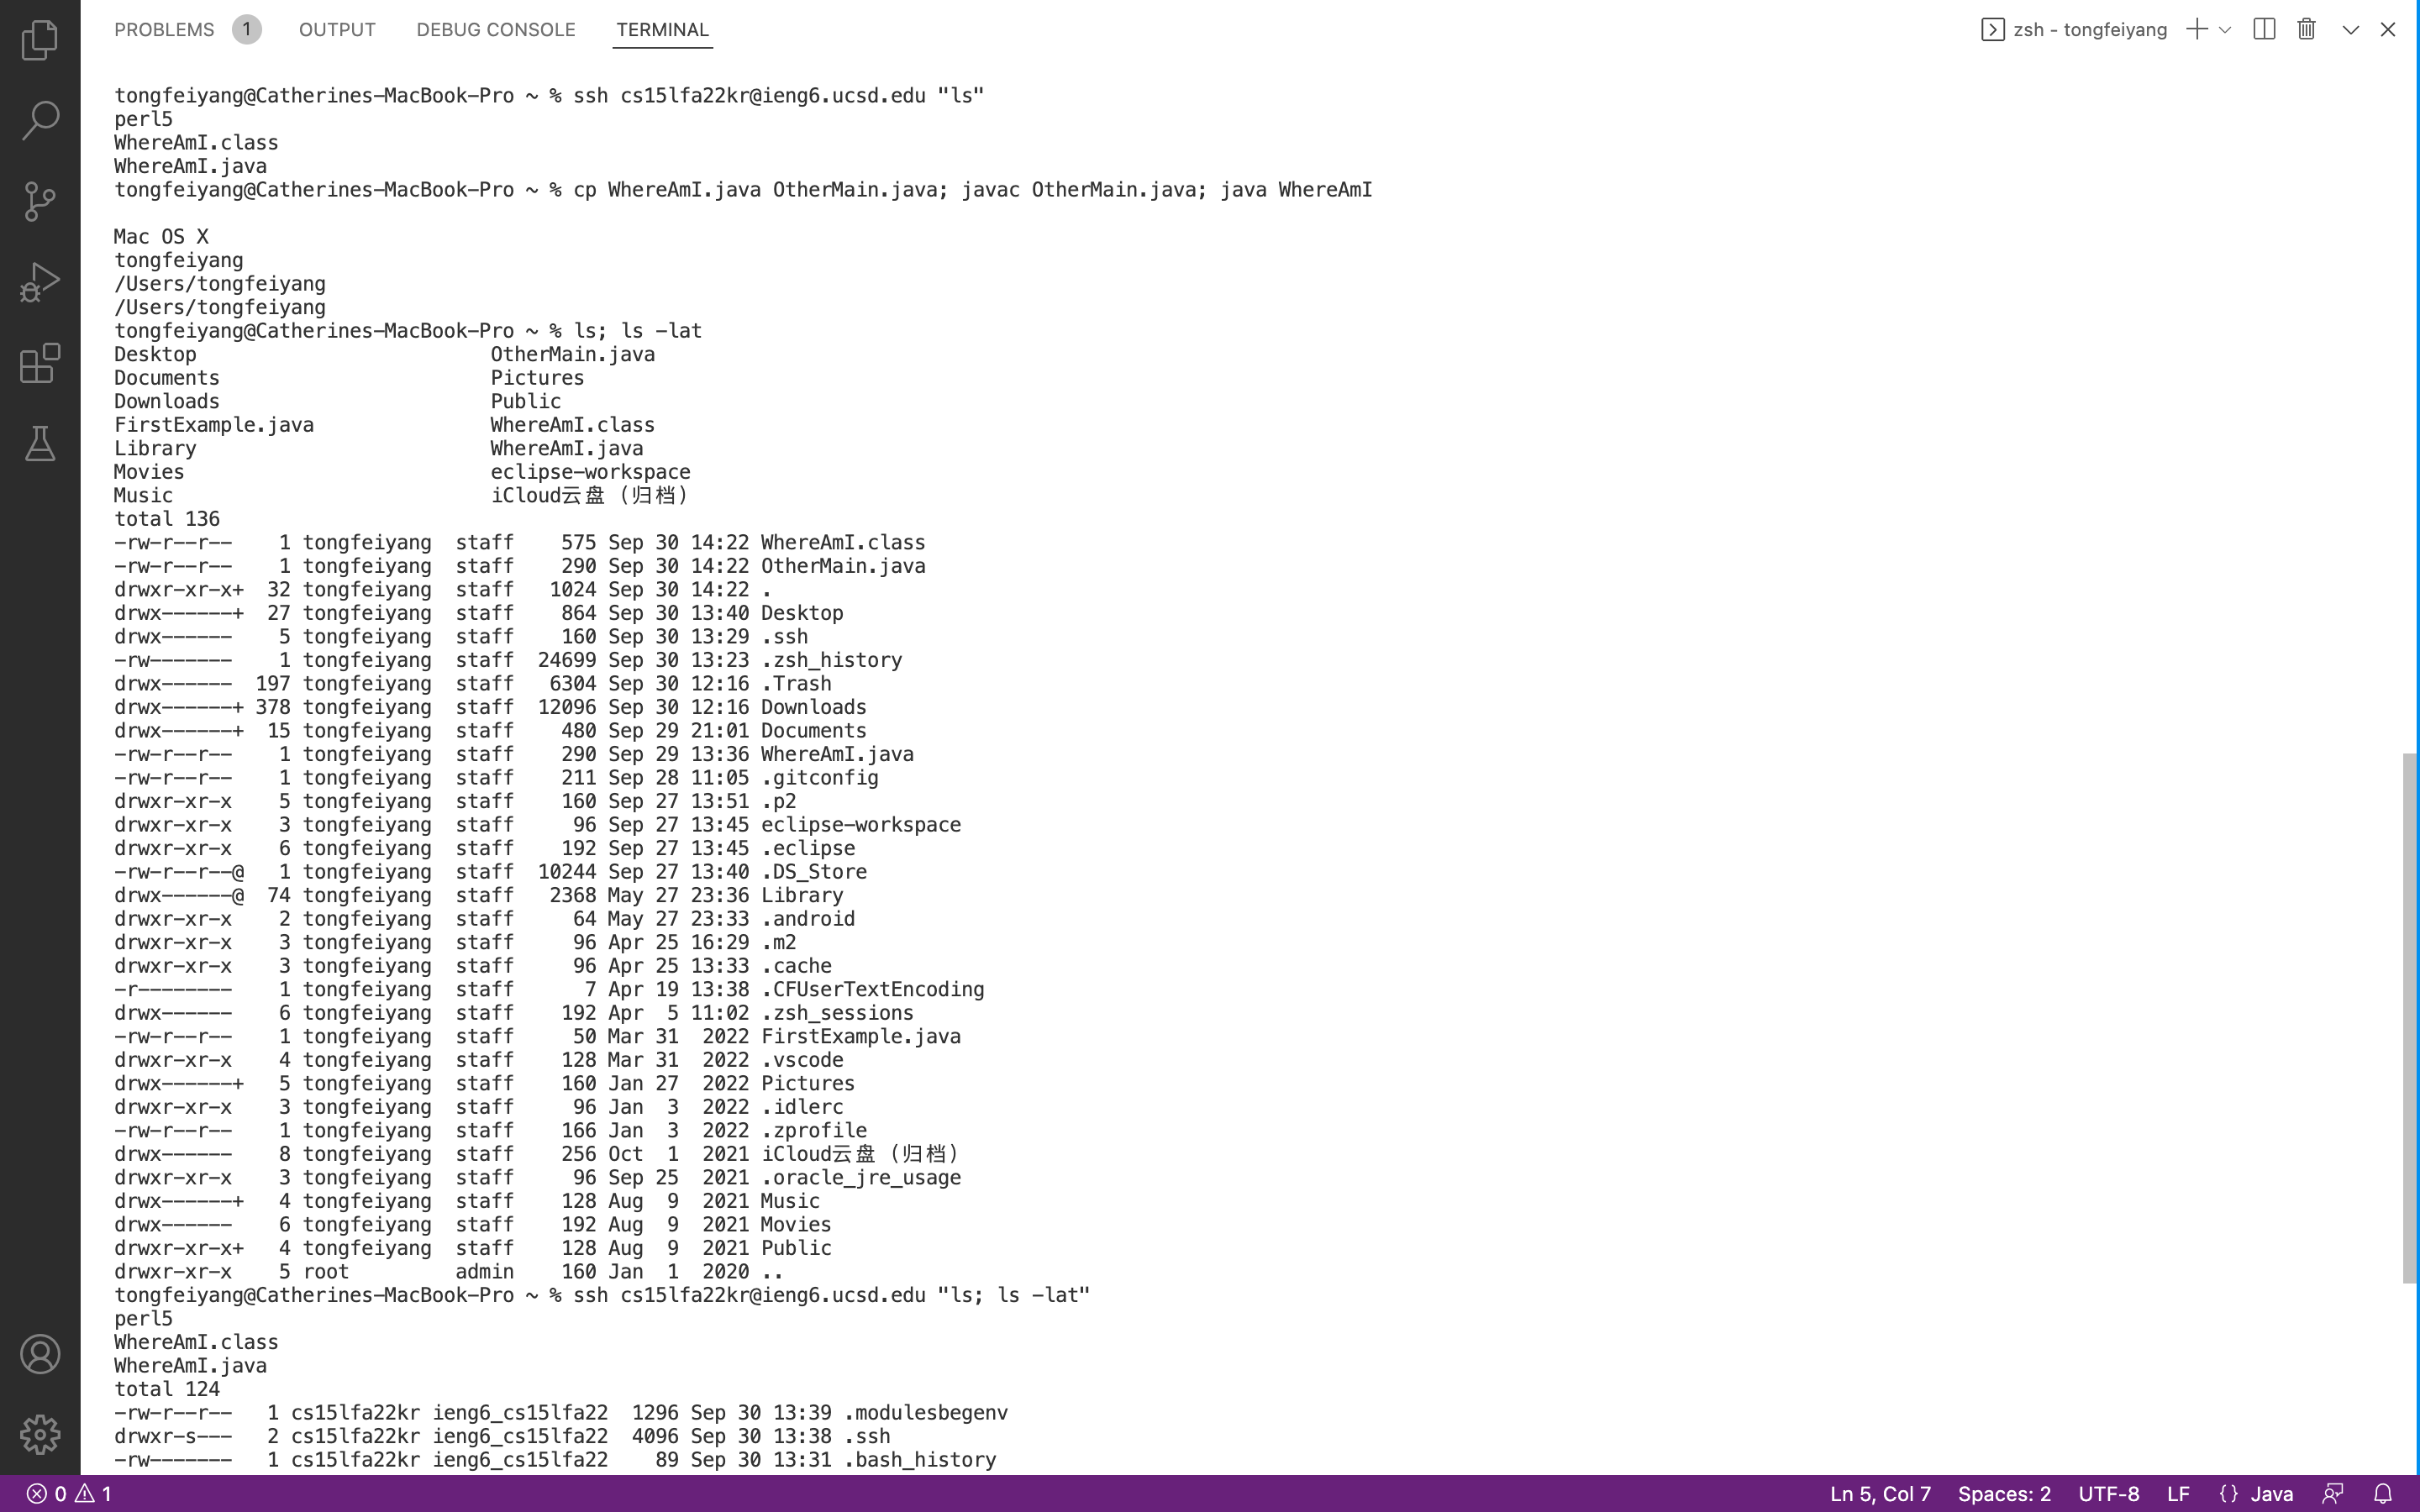 PROBLEMS 1 OUTPUT DEBUG CONSOLE TERMINAL zsh - tongfeiyang
tongfeiyang@Catherines-MacBook-Pro ~ % ssh cs15lfa22kr@ieng6.ucsd.edu "ls"
perl5
WhereAmI.class
WhereAmI.java
tongfeiyang@Catherines-MacBook-Pro ~ % cp WhereAmI.java OtherMain.java; javac OtherMain.java; java WhereAmI
Mac OS X
tongfeiyang
/Users/tongfeiyang
/Users/tongfeiyang
tongfeiyang@Catherines-MacBook-Pro ~ % ls; ls -lat
Desktop OtherMain.java
Documents Pictures
Downloads Public
FirstExample.java WhereAmI.class
Library WhereAmI.java
Movies eclipse-workspace
Music iCloud云盘（归档）
total 136
-rw-r--r-- 1 tongfeiyang staff 575 Sep 30 14:22 WhereAmI.class
-rw-r--r-- 1 tongfeiyang staff 290 Sep 30 14:22 OtherMain.java
drwxr-xr-x+ 32 tongfeiyang staff 1024 Sep 30 14:22 .
drwx------+ 27 tongfeiyang staff 864 Sep 30 13:40 Desktop
drwx------ 5 tongfeiyang staff 160 Sep 30 13:29 .ssh
-rw------- 1 tongfeiyang staff 24699 Sep 30 13:23 .zsh_history
drwx------ 197 tongfeiyang staff 6304 Sep 30 12:16 .Trash
drwx------+ 378 tongfeiyang staff 12096 Sep 30 12:16 Downloads
drwx------+ 15 tongfeiyang staff 480 Sep 29 21:01 Documents
-rw-r--r-- 1 tongfeiyang staff 290 Sep 29 13:36 WhereAmI.java
-rw-r--r-- 1 tongfeiyang staff 211 Sep 28 11:05 .gitconfig
drwxr-xr-x 5 tongfeiyang staff 160 Sep 27 13:51 .p2
drwxr-xr-x 3 tongfeiyang staff 96 Sep 27 13:45 eclipse-workspace
drwxr-xr-x 6 tongfeiyang staff 192 Sep 27 13:45 .eclipse
-rw-r--r--@ 1 tongfeiyang staff 10244 Sep 27 13:40 .DS_Store
drwx------@ 74 tongfeiyang staff 2368 May 27 23:36 Library
drwxr-xr-x 2 tongfeiyang staff 64 May 27 23:33 .android
drwxr-xr-x 3 tongfeiyang staff 96 Apr 25 16:29 .m2
drwxr-xr-x 3 tongfeiyang staff 96 Apr 25 13:33 .cache
-r-------- 1 tongfeiyang staff 7 Apr 19 13:38 .CFUserTextEncoding
drwx------ 6 tongfeiyang staff 192 Apr 5 11:02 .zsh_sessions
-rw-r--r-- 1 tongfeiyang staff 50 Mar 31 2022 FirstExample.java
drwxr-xr-x 4 tongfeiyang staff 128 Mar 31 2022 .vscode
drwx------+ 5 tongfeiyang staff 160 Jan 27 2022 Pictures
drwxr-xr-x 3 tongfeiyang staff 96 Jan 3 2022 .idlerc
-rw-r--r-- 1 tongfeiyang staff 166 Jan 3 2022 .zprofile
drwx------ 8 tongfeiyang staff 256 Oct 1 2021 iCloud云盘（归档）
drwxr-xr-x 3 tongfeiyang staff 96 Sep 25 2021 .oracle_jre_usage
drwx------+ 4 tongfeiyang staff 128 Aug 9 2021 Music
drwx------ 6 tongfeiyang staff 192 Aug 9 2021 Movies
drwxr-xr-x+ 4 tongfeiyang staff 128 Aug 9 2021 Public
drwxr-xr-x 5 root admin 160 Jan 1 2020 ..
tongfeiyang@Catherines-MacBook-Pro ~ % ssh cs15lfa22kr@ieng6.ucsd.edu "ls; ls -lat"
perl5
WhereAmI.class
WhereAmI.java
total 124
-rw-r--r-- 1 cs15lfa22kr ieng6_cs15lfa22 1296 Sep 30 13:39 .modulesbegenv
drwxr-s--- 2 cs15lfa22kr ieng6_cs15lfa22 4096 Sep 30 13:38 .ssh
-rw------- 1 cs15lfa22kr ieng6_cs15lfa22 89 Sep 30 13:31 .bash_history
0 1 Ln 5, Col 7 Spaces: 2 UTF-8 LF {} Java